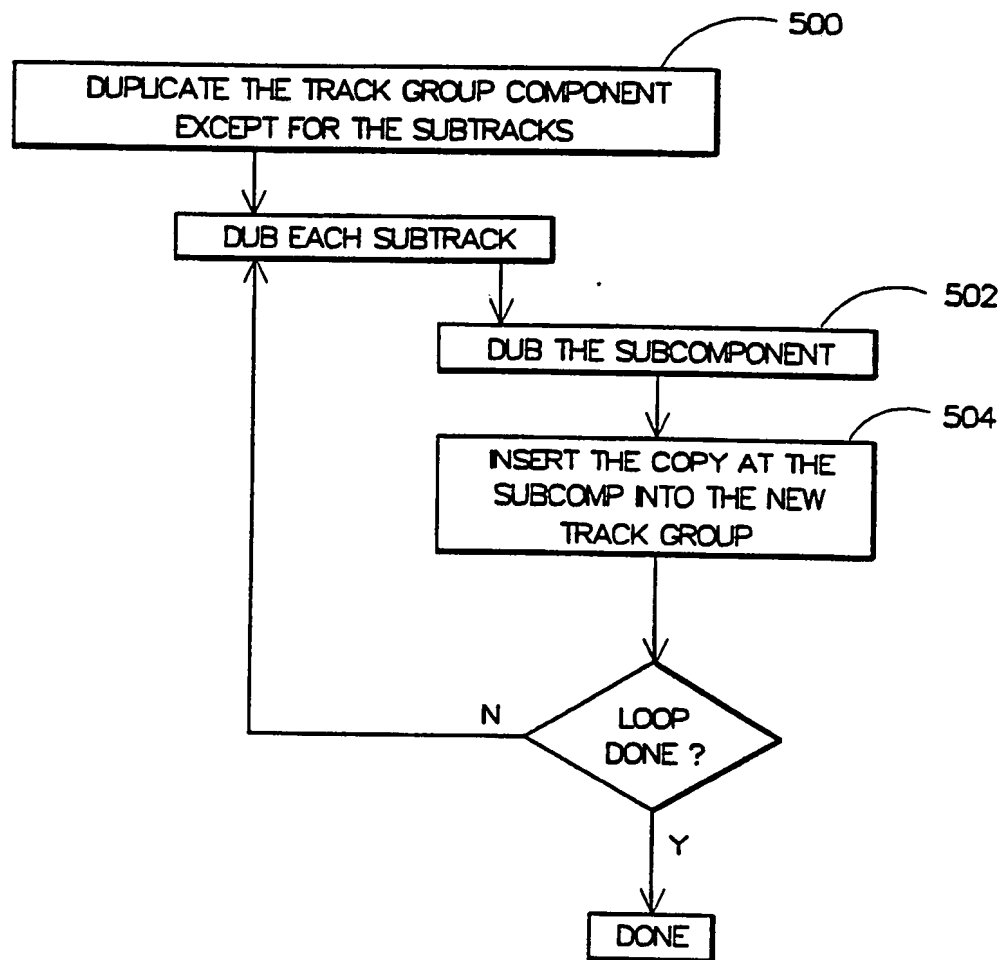 500
DUPLICATE THE TRACK GROUP COMPONENT
EXCEPT FOR THE SUBTRACKS
DUB EACH SUBTRACK
502
DUB THE SUBCOMPONENT
504
INSERT THE COPY AT THE
SUBCOMP INTO THE NEW
TRACK GROUP
N
LOOP
DONE ?
Y
DONE